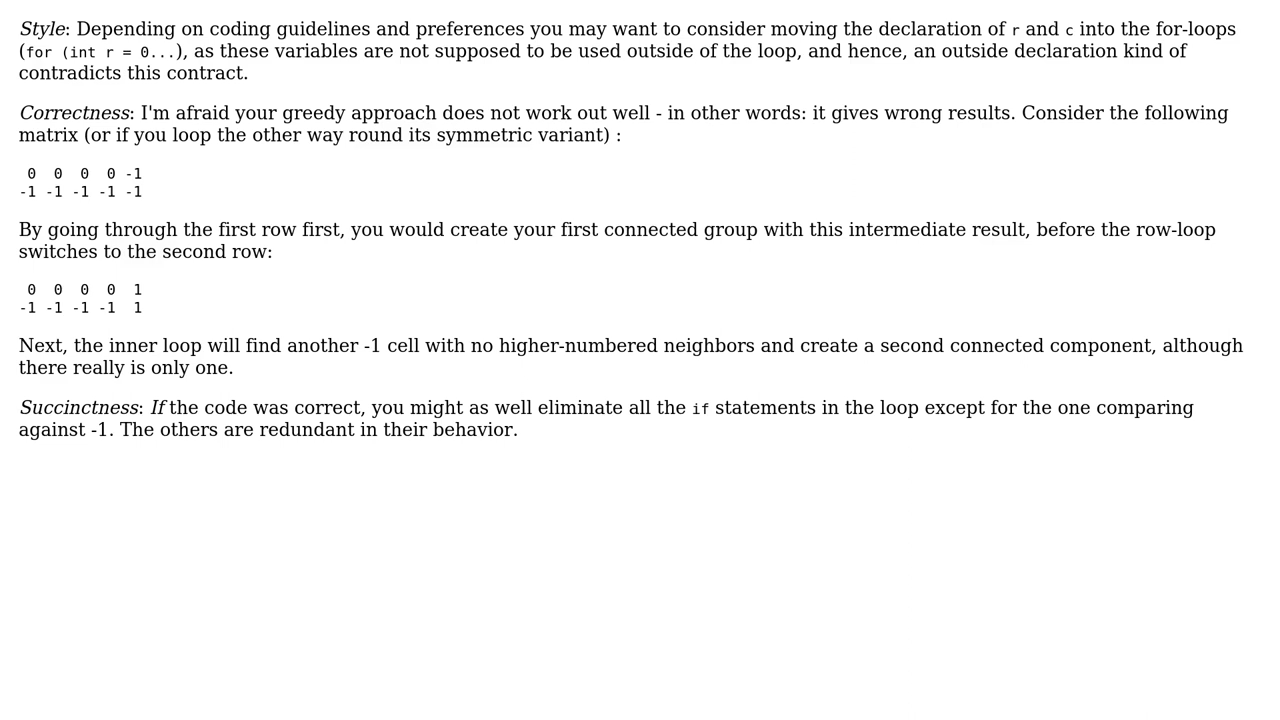 Style: Depending on coding guidelines and preferences you may want to consider moving the declaration of r and c into the for-loops
(for (int r = 0...), as these variables are not supposed to be used outside of the loop, and hence, an outside declaration kind of
contradicts this contract.
Correctness: I'm afraid your greedy approach does not work out well - in other words: it gives wrong results. Consider the following
matrix (or if you loop the other way round its symmetric variant) :
 0  0  0  0 -1
-1 -1 -1 -1 -1
By going through the first row first, you would create your first connected group with this intermediate result, before the row-loop
switches to the second row:
 0  0  0  0  1
-1 -1 -1 -1  1
Next, the inner loop will find another -1 cell with no higher-numbered neighbors and create a second connected component, although
there really is only one.
Succinctness: If the code was correct, you might as well eliminate all the if statements in the loop except for the one comparing
against -1. The others are redundant in their behavior.